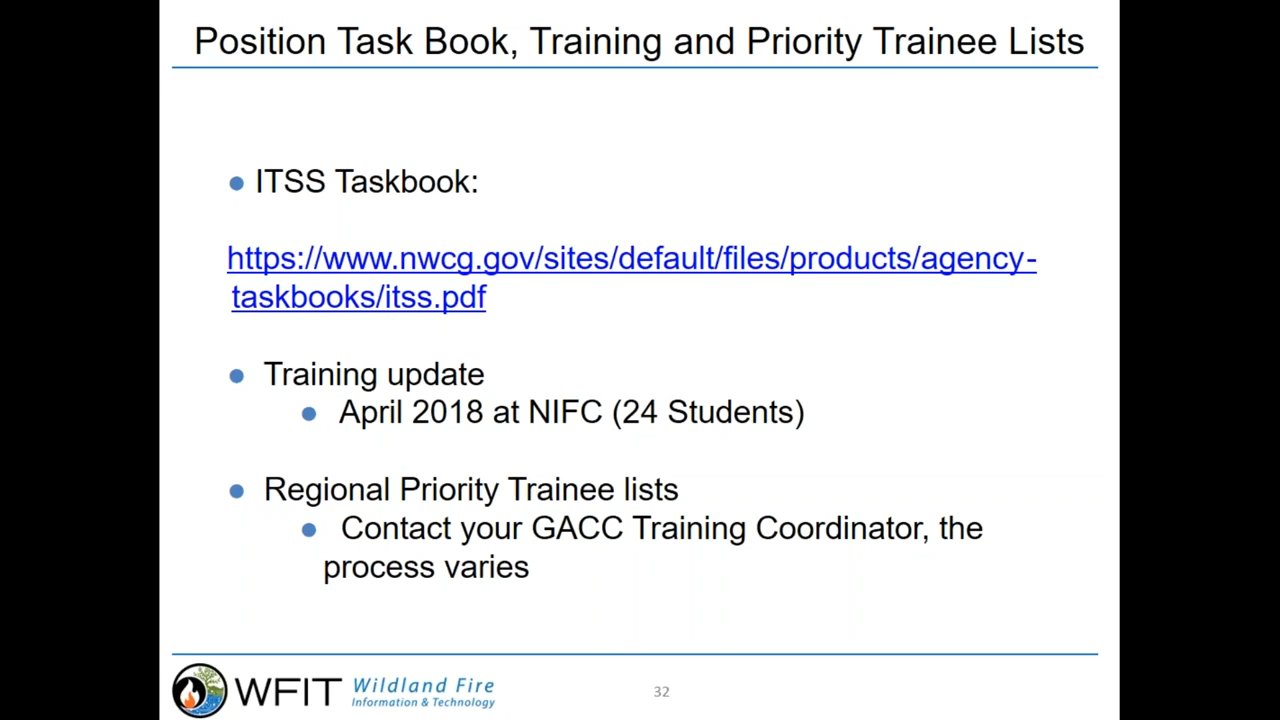 Position Task Book, Training and Priority Trainee Lists
ITSS Taskbook:
https://www.nwcg.gov/sites/default/files/products/agency-
taskbooks/itss.pdf
Training update
April 2018 at NIFC (24 Students)
Regional Priority Trainee lists
Contact your GACC Training Coordinator, the
process varies
WFIT Wildland Fire
Information & Technology
32